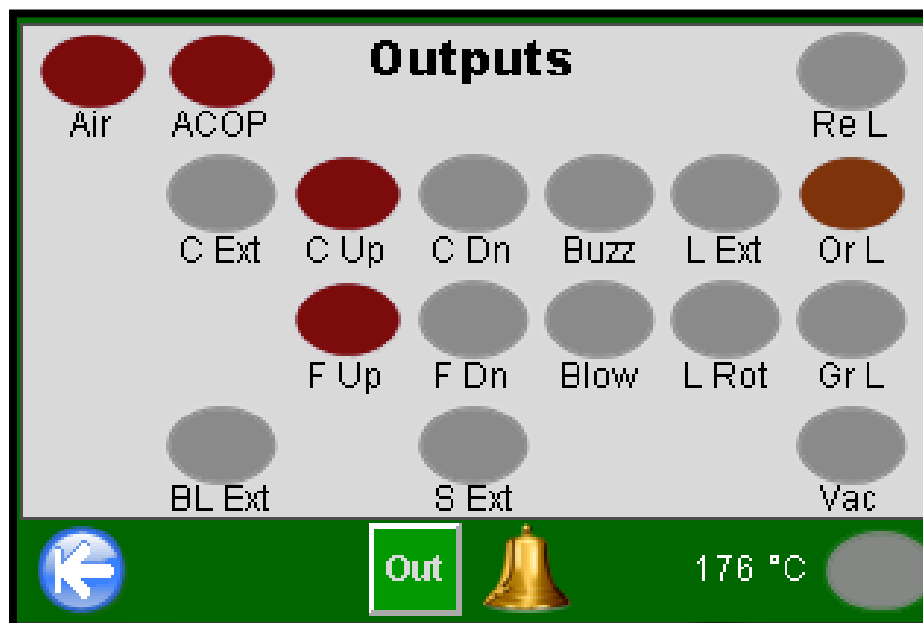 Outputs
Air ACOP Re L
C Ext C Up C Dn Buzz L Ext Or L
F Up F Dn Blow L Rot Gr L
BL Ext S Ext Vac
Out 176 °C